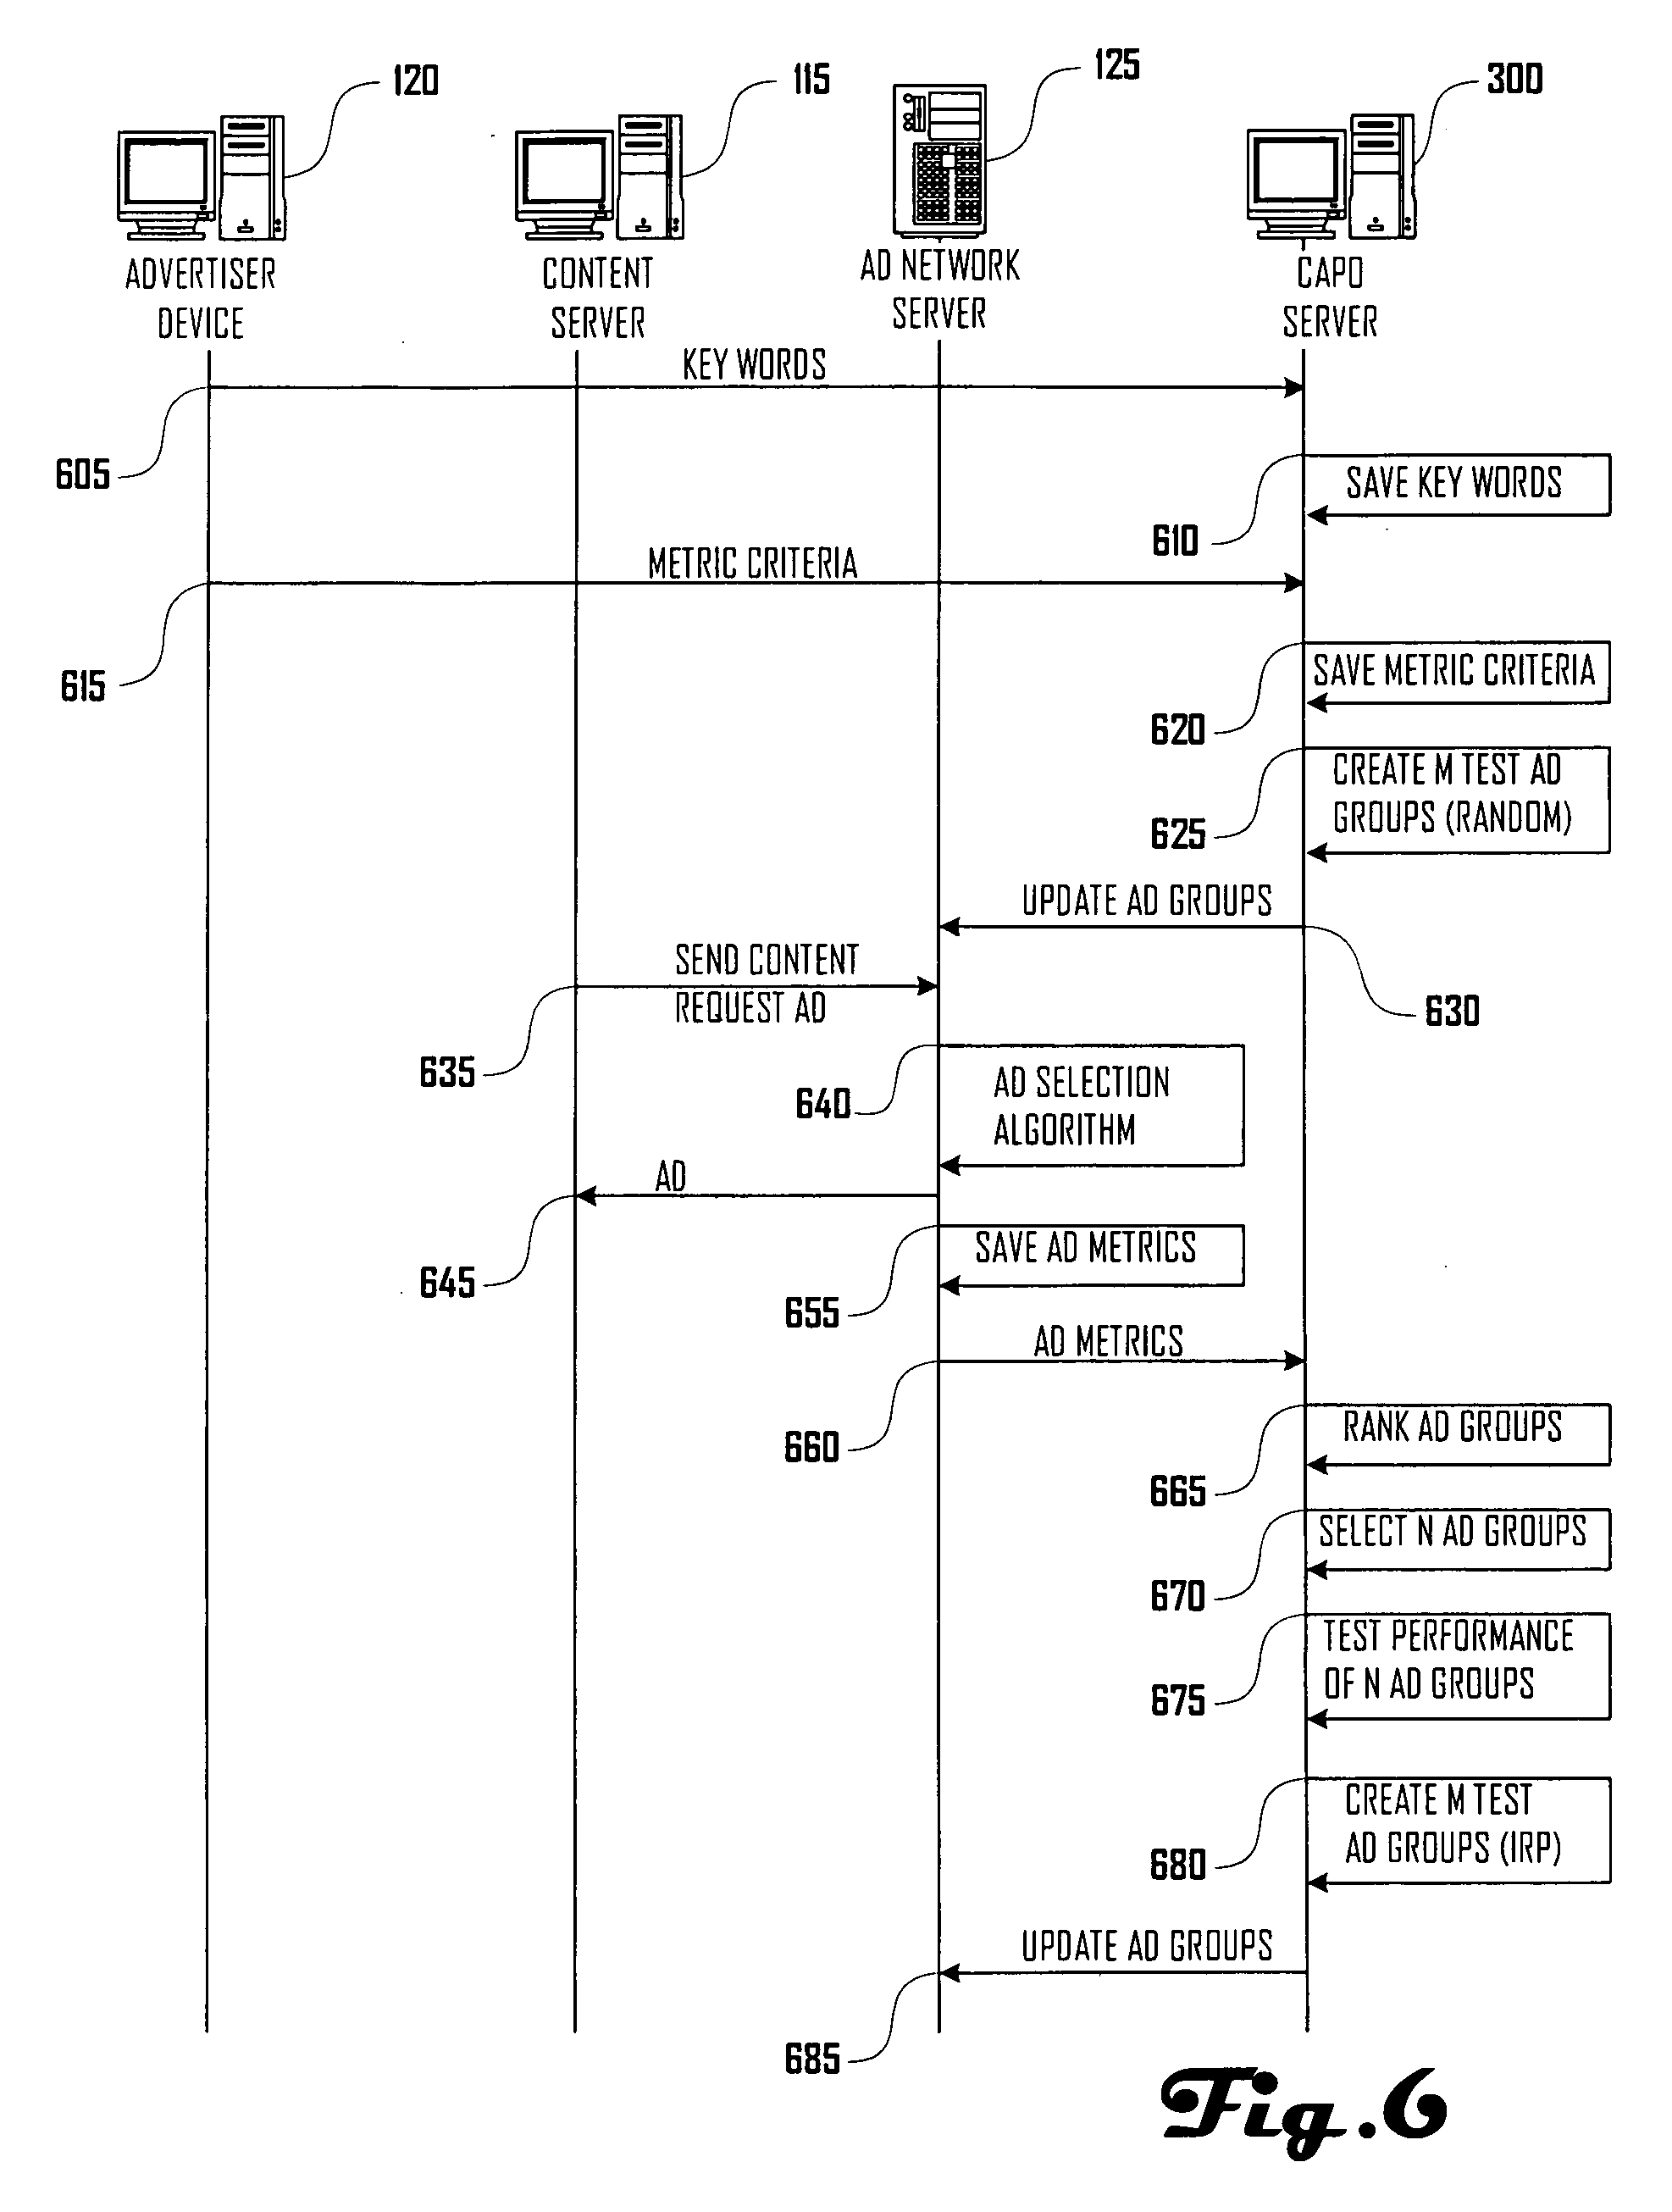 120
115
125
300
ADVERTISER
DEVICE
CONTENT
SERVER
AD NETWORK
SERVER
CAPO
SERVER
KEY WORDS
605
SAVE KEY WORDS
610
METRIC CRITERIA
615
SAVE METRIC CRITERIA
620
CREATE M TEST AD
GROUPS (RANDOM)
625
UPDATE AD GROUPS
630
SEND CONTENT
REQUEST AD
635
640
AD SELECTION
ALGORITHM
AD
645
SAVE AD METRICS
655
AD METRICS
660
RANK AD GROUPS
665
SELECT N AD GROUPS
670
TEST PERFORMANCE
OF N AD GROUPS
675
CREATE M TEST
AD GROUPS (IRP)
680
UPDATE AD GROUPS
685
Fig.6